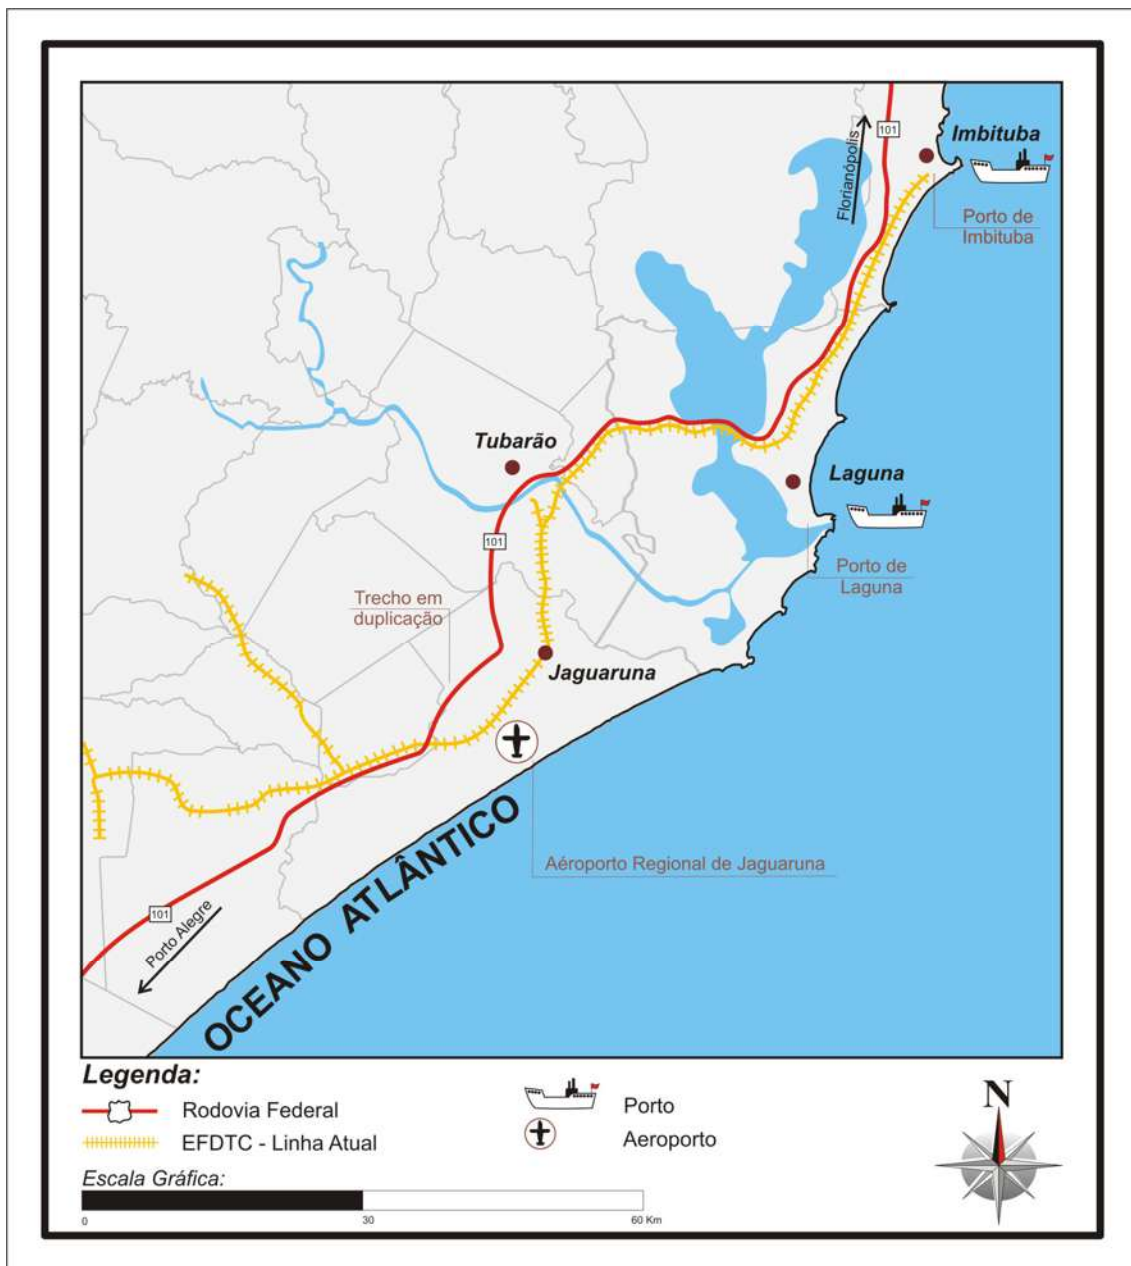 101
Imbituba
Florianópolis
Porto de
Imbituba
Tubarão
Laguna
101
Porto de
Laguna
Trecho em
duplicação
Jaguaruna
Aéroporto Regional de Jaguaruna
OCEANO ATLÂNTICO
101
Porto Alegre
Legenda:
Rodovia Federal
Porto
EFDTC - Linha Atual
Aeroporto
N
Escala Gráfica:
0 30 60 Km